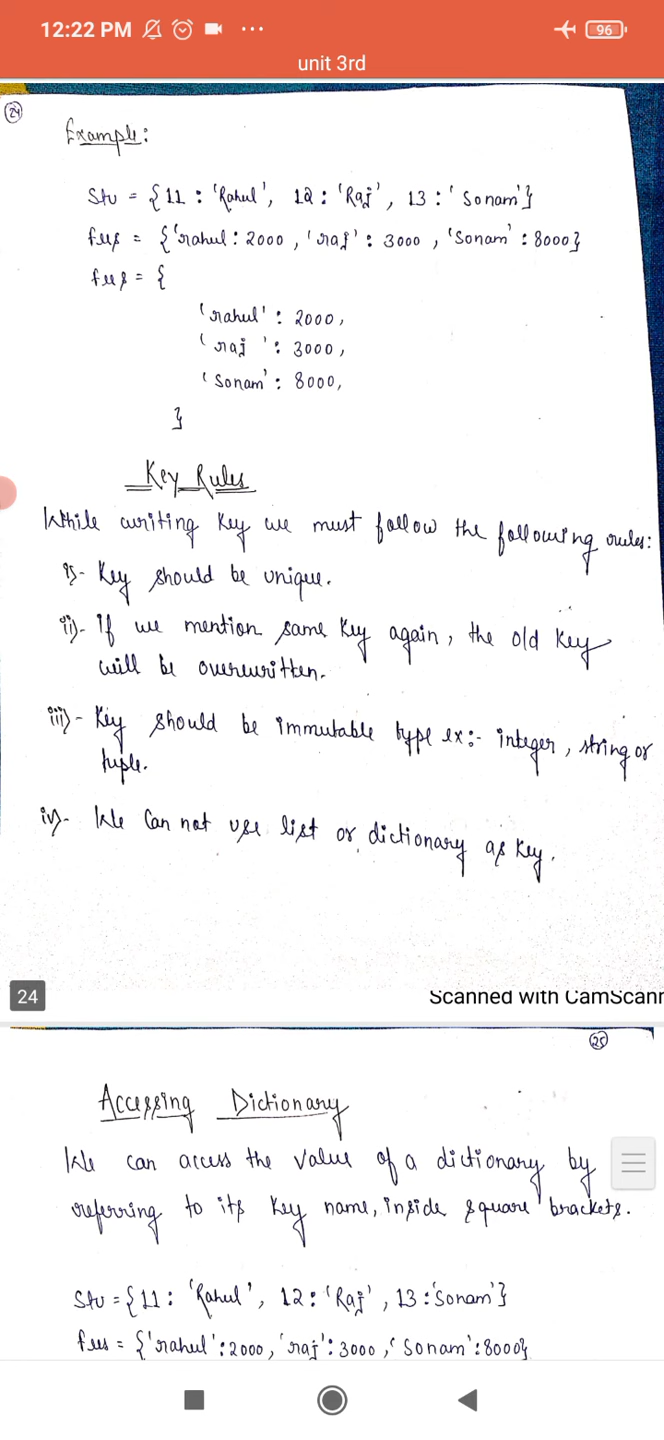 12:22 PM ... 96
unit 3rd
24
Example:
Stu = {11 : 'Rahul', 12 : 'Raj', 13 : 'Sonam'}
fees = {'rahul : 2000, 'raj' : 3000, 'Sonam' : 8000}
fees = {
'rahul' : 2000,
'raj' : 3000,
'Sonam' : 8000,
}
Key Rules
While writing Key we must follow the following rules:
i)- Key should be unique.
ii)- If we mention same Key again, the old Key
will be overwritten.
iii)- Key should be immutable type ex:- integer, string or
tuple.
iv)- We Can not use list or dictionary as Key.
24
Scanned with CamScann
25
Accessing Dictionary
We can access the value of a dictionary by
referring to its Key name, inside square brackets.
Stu = {11 : 'Rahul', 12 : 'Raj', 13 : 'Sonam'}
fees = {'rahul' : 2000, 'raj' : 3000, 'Sonam' : 8000}